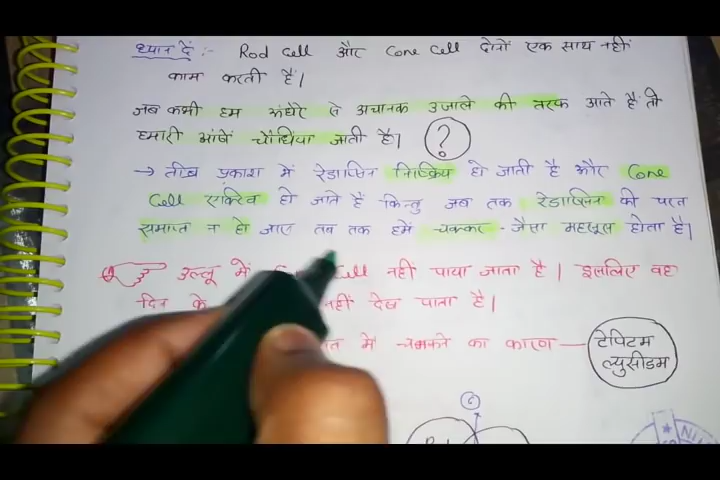 ध्यान दें :- Rod Cell और Cone Cell दोनों एक साथ नहीं
काम करती हैं।
जब कभी हम अंधेरे से अचानक उजाले की तरफ आते हैं तो
हमारी आंखें चौंधिया जाती है। ?
→ तीव्र प्रकाश में रेडाप्सिन निष्क्रिय हो जाती है और Cone
Cell सक्रिय हो जाते हैं किन्तु जब तक रेडाप्सिन की परत
समाप्त न हो जाए तब तक हमें चक्कर जैसा महसूस होता है।
उल्लू में Cell नहीं पाया जाता है। इसलिए वह
दिन के नहीं देख पाता है।
में चमकने का कारण — टेपिटम
ल्युसीडम